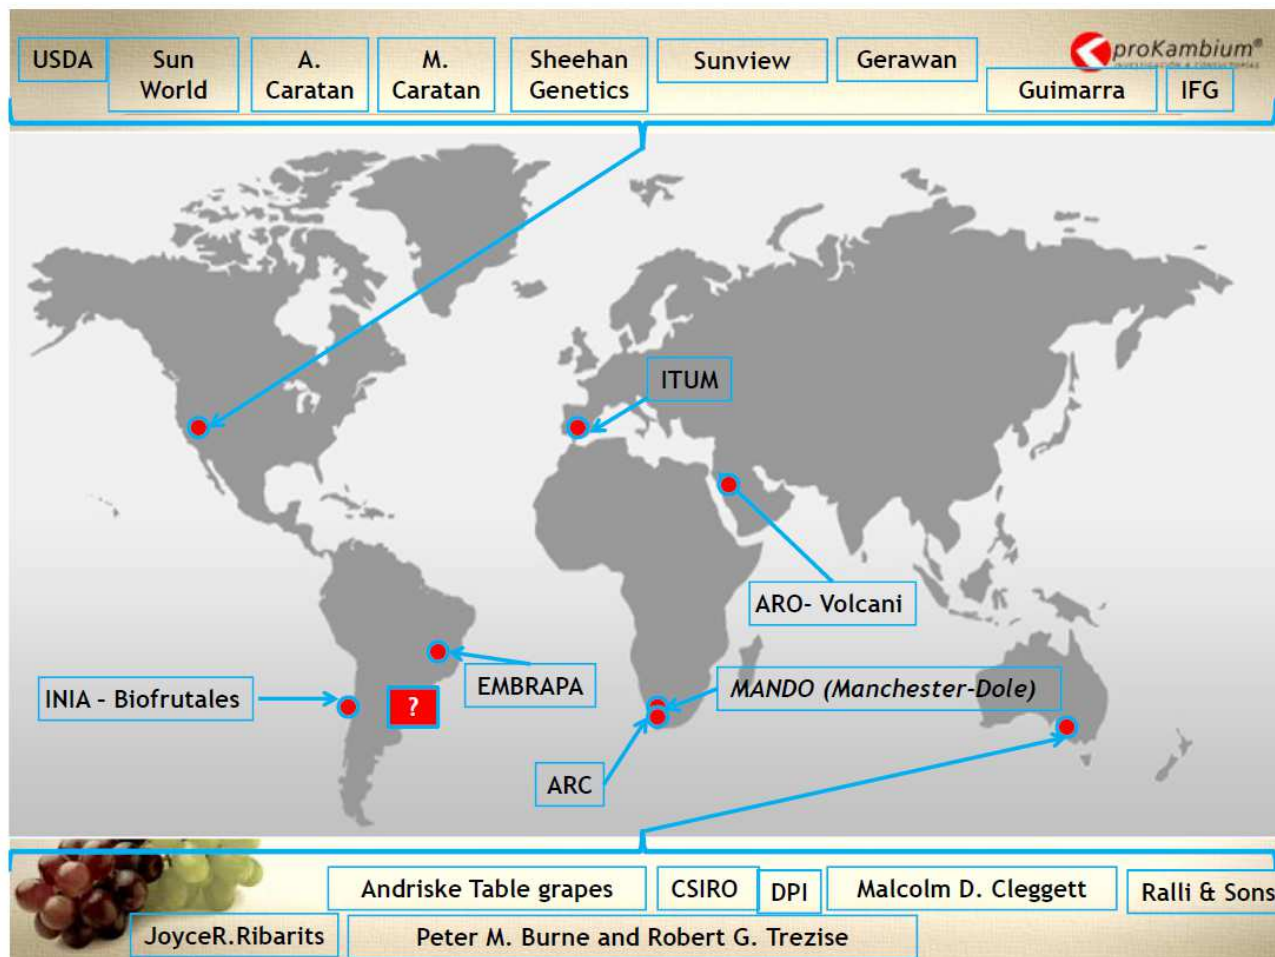 USDA
Sun
World
A.
Caratan
M.
Caratan
Sheehan
Genetics
Sunview
Gerawan
proKambium®
INVESTIGACIÓN & CONSULTORÍAS
Guimarra
IFG
ITUM
ARO- Volcani
EMBRAPA
MANDO (Manchester-Dole)
INIA - Biofrutales
?
ARC
Andriske Table grapes
CSIRO
DPI
Malcolm D. Cleggett
Ralli & Sons
JoyceR.Ribarits
Peter M. Burne and Robert G. Trezise